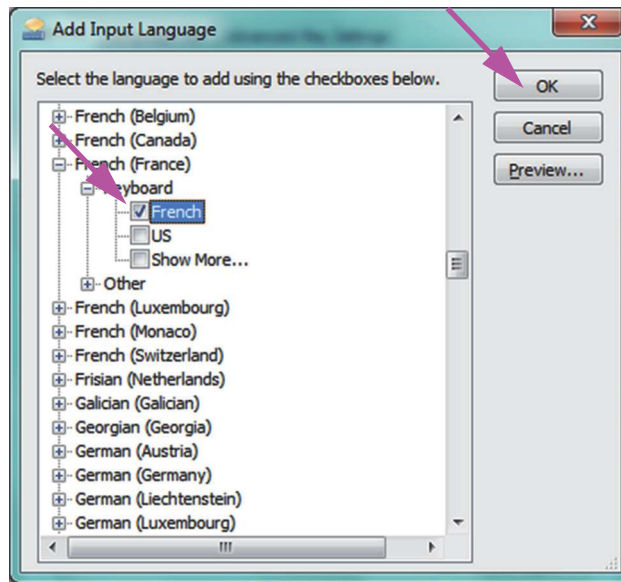 Add Input Language
Select the language to add using the checkboxes below.
French (Belgium)
French (Canada)
French (France)
Keyboard
French
US
Show More...
Other
French (Luxembourg)
French (Monaco)
French (Switzerland)
Frisian (Netherlands)
Galician (Galician)
Georgian (Georgia)
German (Austria)
German (Germany)
German (Liechtenstein)
German (Luxembourg)
OK
Cancel
Preview...